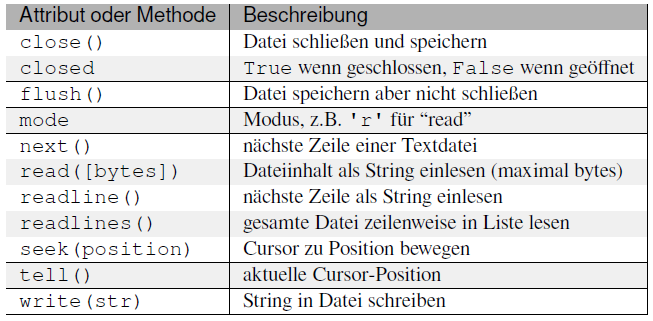 Attribut oder Methode Beschreibung
close() Datei schließen und speichern
closed True wenn geschlossen, False wenn geöffnet
flush() Datei speichern aber nicht schließen
mode Modus, z.B. 'r' für “read”
next() nächste Zeile einer Textdatei
read([bytes]) Dateiinhalt als String einlesen (maximal bytes)
readline() nächste Zeile als String einlesen
readlines() gesamte Datei zeilenweise in Liste lesen
seek(position) Cursor zu Position bewegen
tell() aktuelle Cursor-Position
write(str) String in Datei schreiben